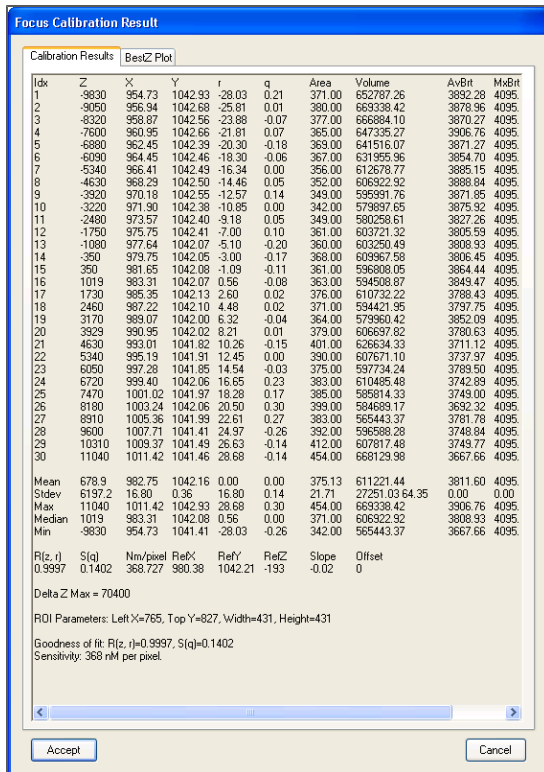 Focus Calibration Result
Calibration Results BestZ Plot
Idx Z X Y r q Area Volume AvBrt MxBrt
1 -9830 954.73 1042.93 -28.03 0.21 371.00 652787.26 3892.28 4095.
2 -9050 956.94 1042.68 -25.81 0.01 380.00 669338.42 3878.96 4095.
3 -8320 958.87 1042.56 -23.88 -0.07 377.00 666884.10 3870.27 4095.
4 -7600 960.95 1042.66 -21.81 0.07 365.00 647335.27 3906.76 4095.
5 -6880 962.45 1042.39 -20.30 -0.18 369.00 641516.07 3871.27 4095.
6 -6090 964.45 1042.46 -18.30 -0.06 367.00 631955.96 3854.70 4095.
7 -5340 966.41 1042.49 -16.34 0.00 356.00 612678.77 3885.15 4095.
8 -4630 968.29 1042.50 -14.46 0.05 352.00 606922.92 3888.84 4095.
9 -3920 970.18 1042.55 -12.57 0.14 349.00 595991.76 3871.85 4095.
10 -3220 971.90 1042.38 -10.85 0.00 342.00 579897.65 3875.92 4095.
11 -2480 973.57 1042.40 -9.18 0.05 349.00 580258.61 3827.26 4095.
12 -1750 975.75 1042.41 -7.00 0.10 361.00 603721.32 3805.59 4095.
13 -1080 977.64 1042.07 -5.10 -0.20 360.00 603250.49 3808.93 4095.
14 -350 979.75 1042.05 -3.00 -0.17 368.00 609967.58 3806.45 4095.
15 350 981.65 1042.08 -1.09 -0.11 361.00 596808.05 3864.44 4095.
16 1019 983.31 1042.07 0.56 -0.08 363.00 594508.87 3849.47 4095.
17 1730 985.35 1042.13 2.60 0.02 376.00 610732.22 3788.43 4095.
18 2460 987.22 1042.10 4.48 0.02 371.00 594421.95 3797.75 4095.
19 3170 989.07 1042.00 6.32 -0.04 364.00 579960.42 3852.09 4095.
20 3929 990.95 1042.02 8.21 0.01 379.00 606697.82 3780.63 4095.
21 4630 993.01 1041.82 10.26 -0.15 401.00 626634.33 3711.12 4095.
22 5340 995.19 1041.91 12.45 0.00 390.00 607671.10 3737.97 4095.
23 6050 997.28 1041.85 14.54 -0.03 375.00 597734.24 3789.50 4095.
24 6720 999.40 1042.06 16.65 0.23 383.00 610485.48 3742.89 4095.
25 7470 1001.02 1041.97 18.28 0.17 385.00 585814.33 3749.00 4095.
26 8180 1003.24 1042.06 20.50 0.30 399.00 584689.17 3692.32 4095.
27 8910 1005.36 1041.99 22.61 0.27 383.00 565443.37 3781.78 4095.
28 9600 1007.71 1041.41 24.97 -0.26 392.00 596588.28 3748.84 4095.
29 10310 1009.37 1041.49 26.63 -0.14 412.00 607817.48 3749.77 4095.
30 11040 1011.42 1041.46 28.68 -0.14 454.00 668129.98 3667.66 4095.
Mean 678.9 982.75 1042.16 0.00 0.00 375.13 611221.44 3811.60 4095.
Stdev 6197.2 16.80 0.36 16.80 0.14 21.71 27251.03 64.35 0.00 0.00
Max 11040 1011.42 1042.93 28.68 0.30 454.00 669338.42 3906.76 4095.
Median 1019 983.31 1042.08 0.56 0.00 371.00 606922.92 3808.93 4095.
Min -9830 954.73 1041.41 -28.03 -0.26 342.00 565443.37 3667.66 4095.
R(z, r) S(q) Nm/pixel RefX RefY RefZ Slope Offset
0.9997 0.1402 368.727 980.38 1042.21 -193 -0.02 0
Delta Z Max = 70400
ROI Parameters: Left X=765, Top Y=827, Width=431, Height=431
Goodness of fit: R(z, r)=0.9997, S(q)=0.1402
Sensitivity: 368 nM per pixel.
Accept Cancel